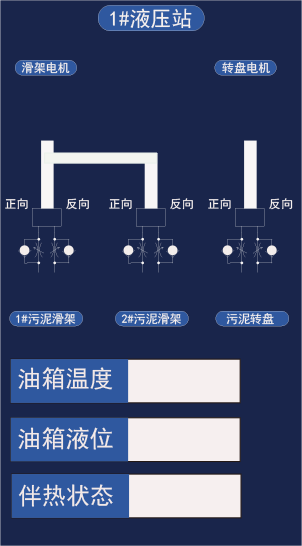 1#液压站
滑架电机 转盘电机
正向 反向 正向 反向 正向 反向
1#污泥滑架 2#污泥滑架 污泥转盘
油箱温度
油箱液位
伴热状态